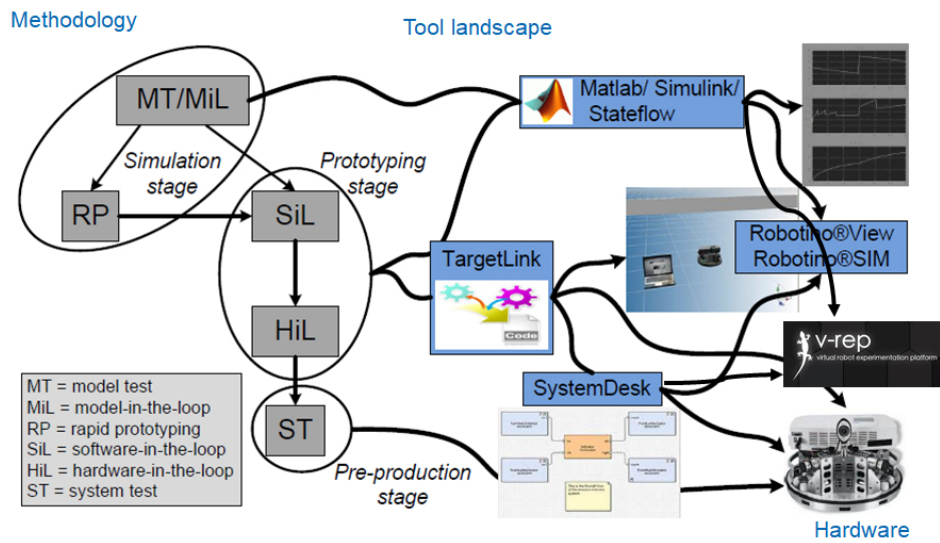 Methodology
Tool landscape
MT/MiL
Matlab/ Simulink/
Stateflow
Simulation
stage
Prototyping
stage
RP
SiL
Robotino®View
Robotino®SIM
TargetLink
Code
HiL
v-rep
virtual robot experimentation platform
MT = model test
MiL = model-in-the-loop
RP = rapid prototyping
SiL = software-in-the-loop
HiL = hardware-in-the-loop
ST = system test
SystemDesk
ST
Pre-production
stage
Hardware